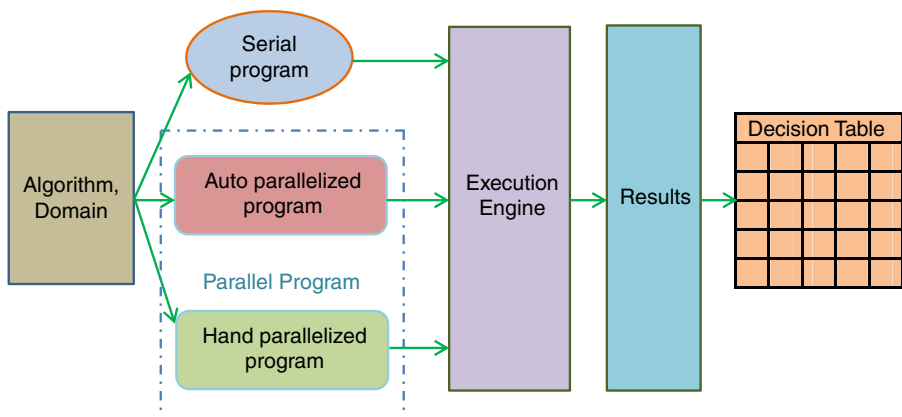 Algorithm,
Domain
Serial
program
Auto parallelized
program
Parallel Program
Hand parallelized
program
Execution
Engine
Results
Decision Table